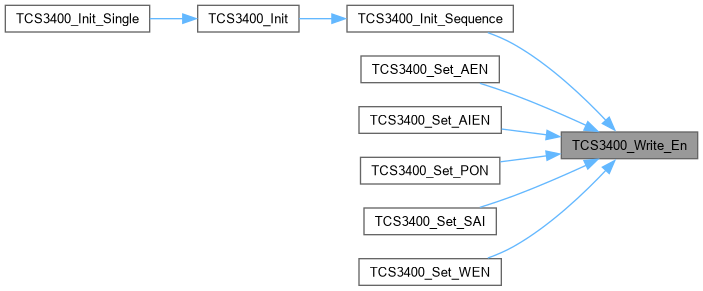 TCS3400_Init_Single
TCS3400_Init
TCS3400_Init_Sequence
TCS3400_Set_AEN
TCS3400_Set_AIEN
TCS3400_Write_En
TCS3400_Set_PON
TCS3400_Set_SAI
TCS3400_Set_WEN